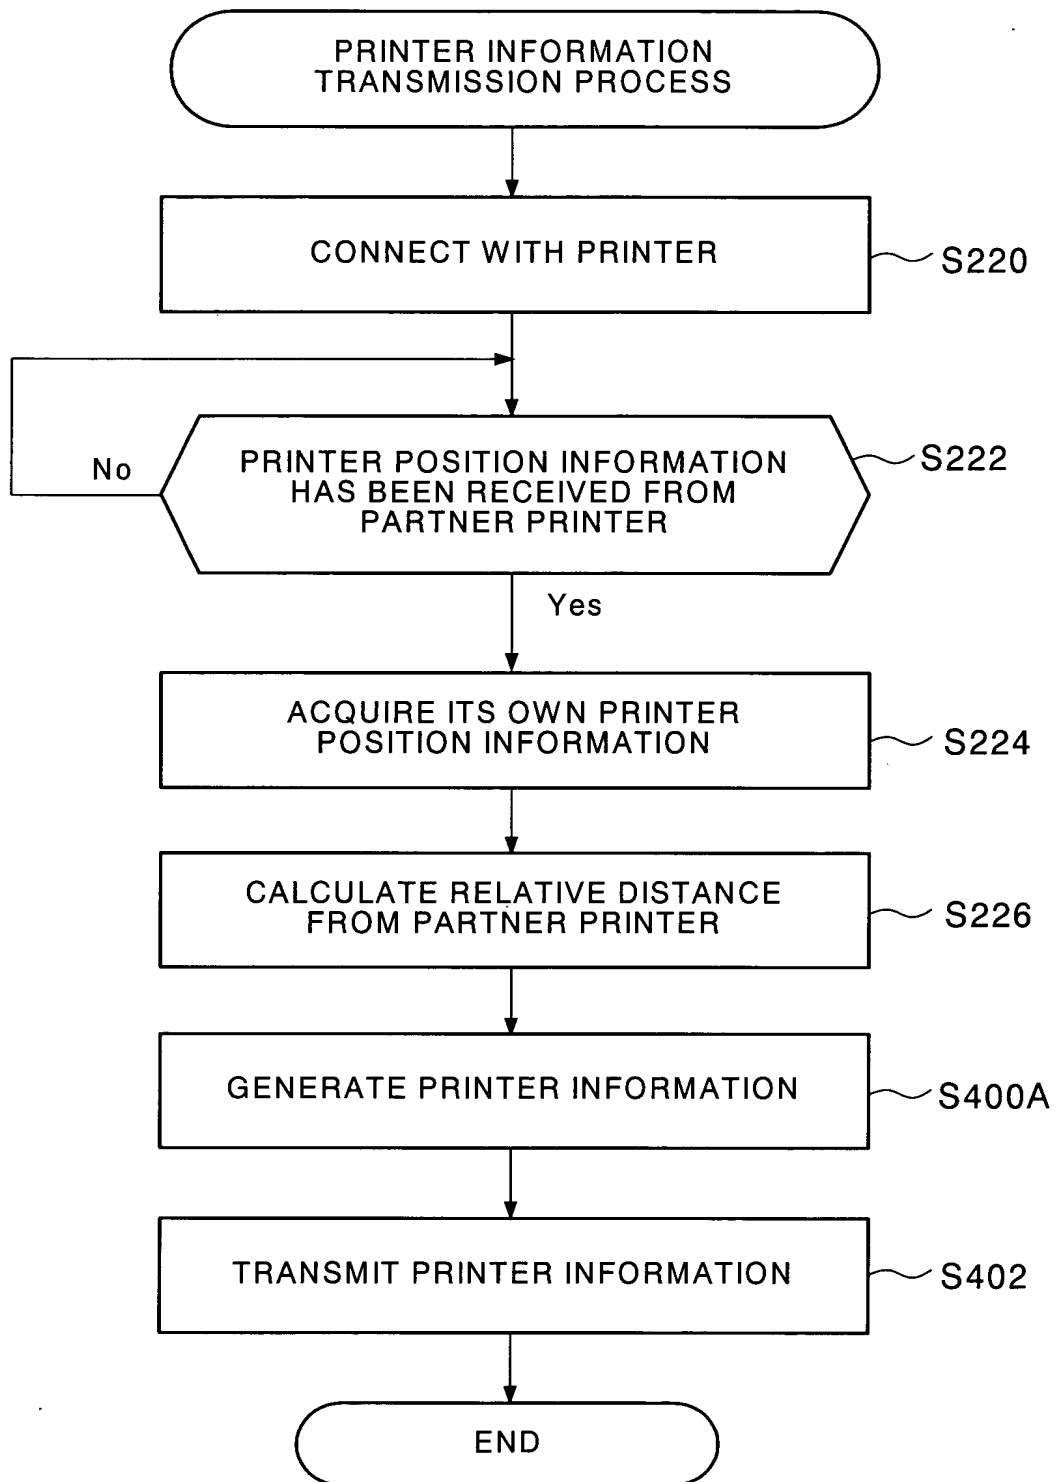 PRINTER INFORMATION
TRANSMISSION PROCESS
CONNECT WITH PRINTER
S220
No
PRINTER POSITION INFORMATION
HAS BEEN RECEIVED FROM
PARTNER PRINTER
S222
Yes
ACQUIRE ITS OWN PRINTER
POSITION INFORMATION
S224
CALCULATE RELATIVE DISTANCE
FROM PARTNER PRINTER
S226
GENERATE PRINTER INFORMATION
S400A
TRANSMIT PRINTER INFORMATION
S402
END